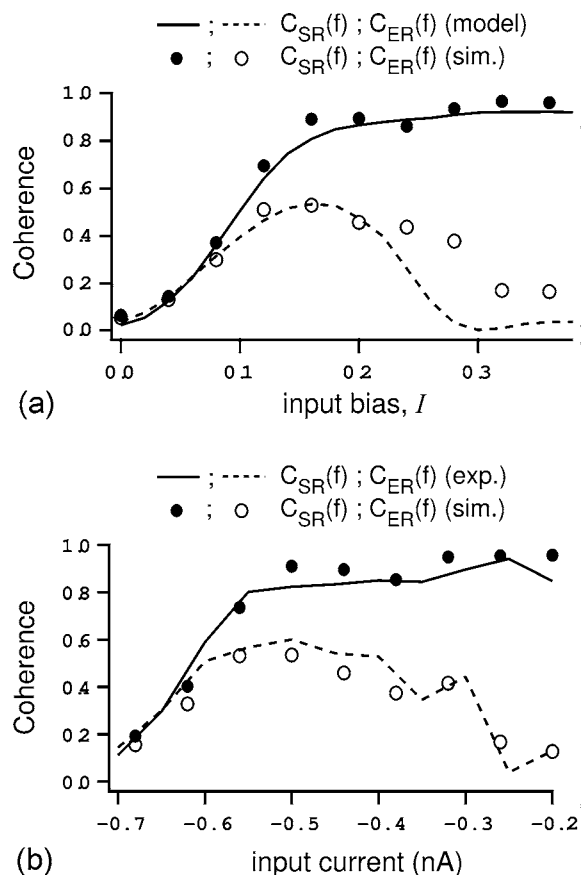 — ; ---- C_SR(f) ; C_ER(f) (model)
● ; ○ C_SR(f) ; C_ER(f) (sim.)
1.0
0.8
0.6
0.4
0.2
0.0
Coherence
0.0 0.1 0.2 0.3
(a) input bias, I
— ; ---- C_SR(f) ; C_ER(f) (exp.)
● ; ○ C_SR(f) ; C_ER(f) (sim.)
1.0
0.8
0.6
0.4
0.2
0.0
Coherence
-0.7 -0.6 -0.5 -0.4 -0.3 -0.2
(b) input current (nA)